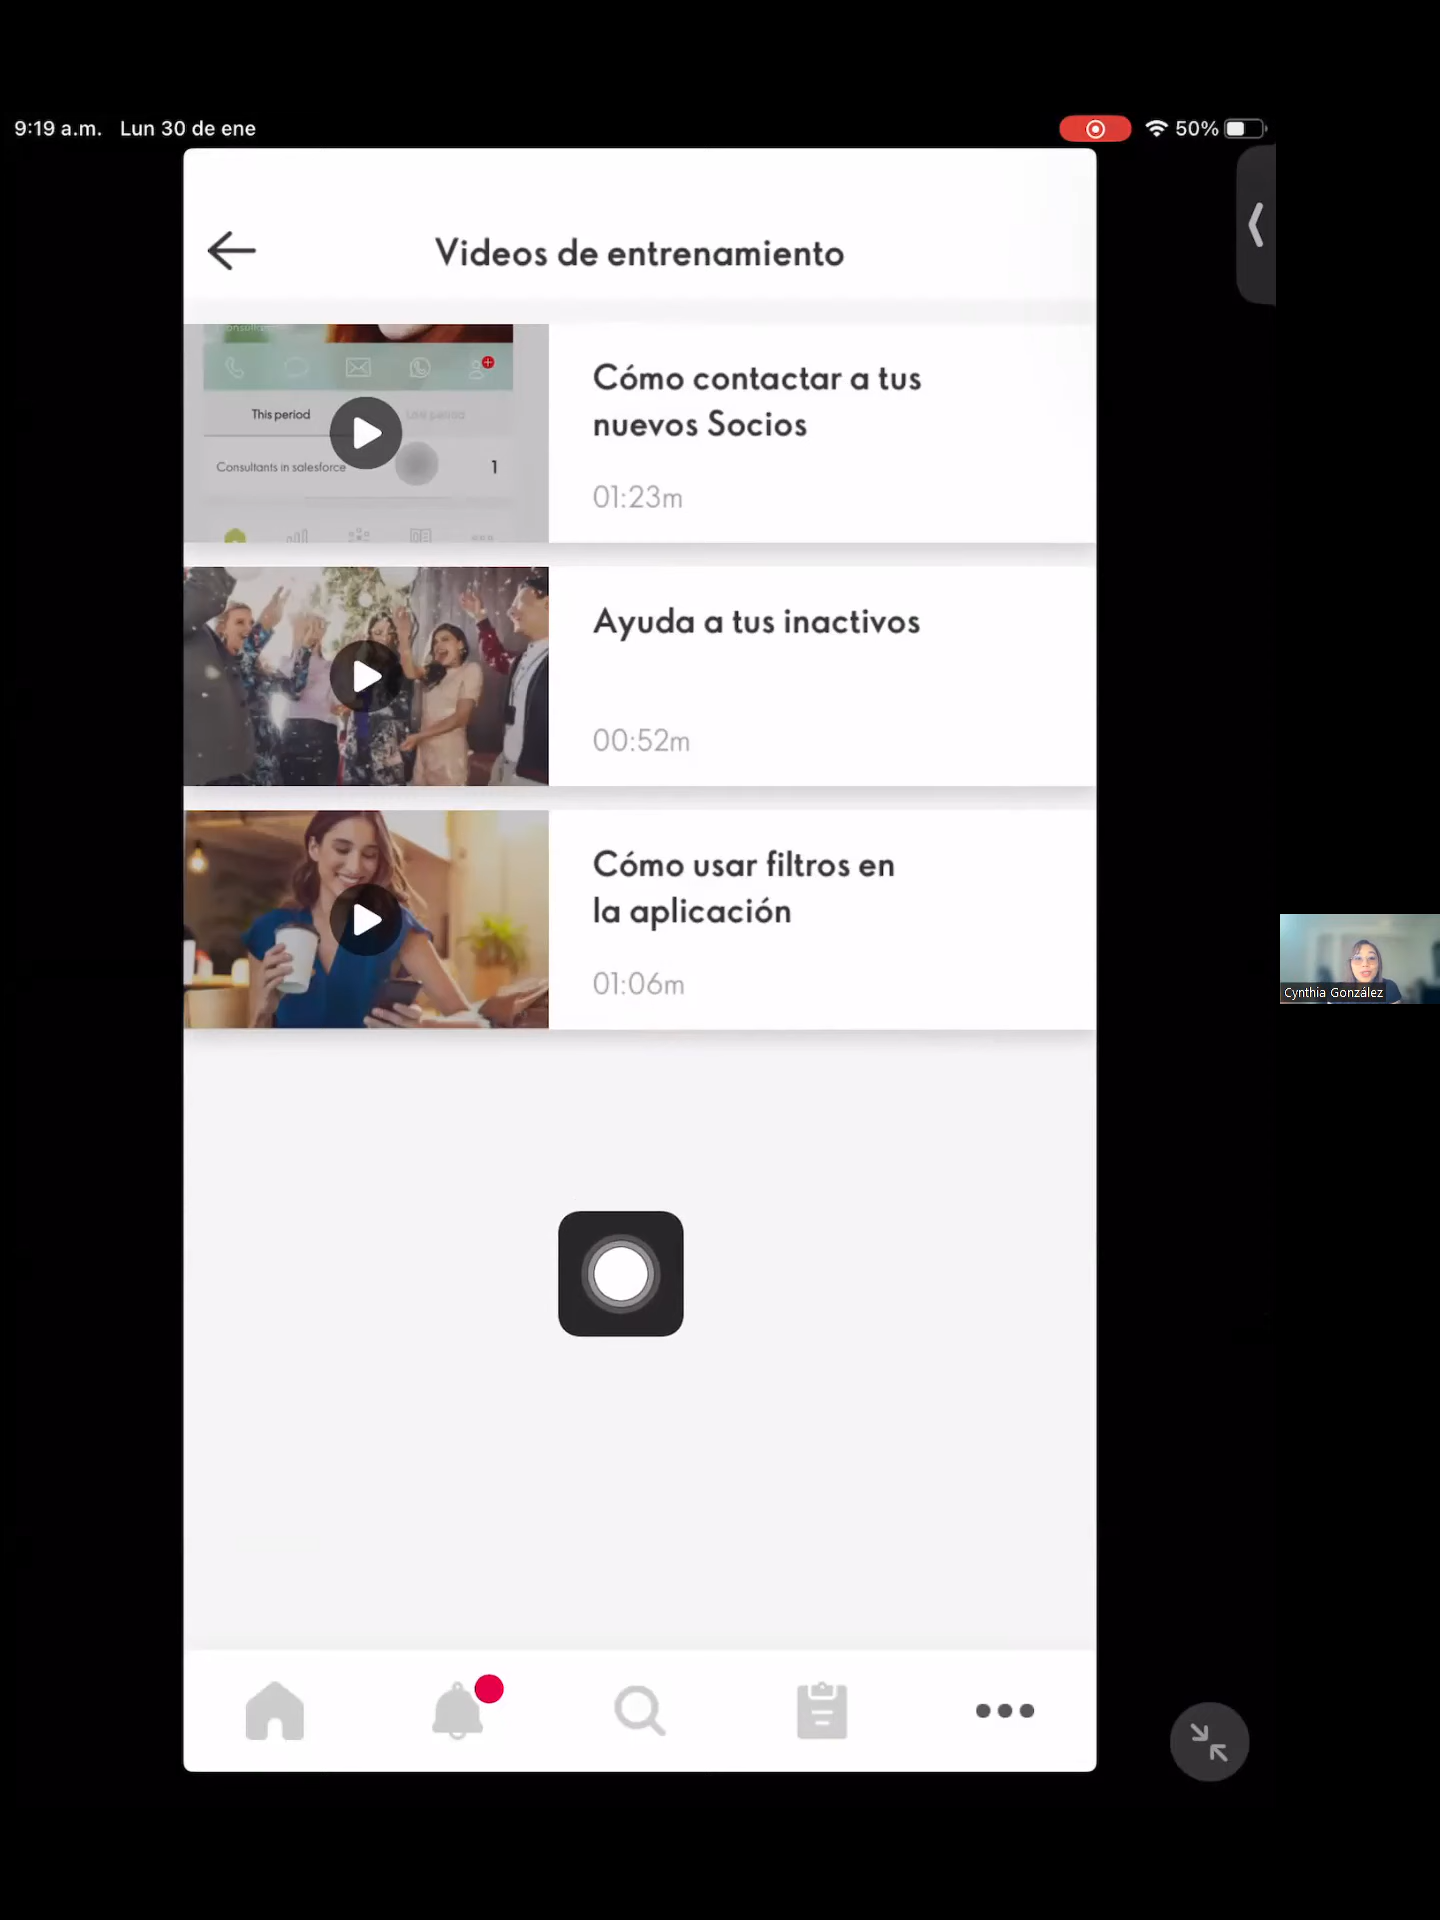 9:19 a.m. Lun 30 de ene
50%
Videos de entrenamiento
This period
Consultants in salesforce
1
Cómo contactar a tus
nuevos Socios
01:23m
Ayuda a tus inactivos
00:52m
Cómo usar filtros en
la aplicación
01:06m
Cynthia González